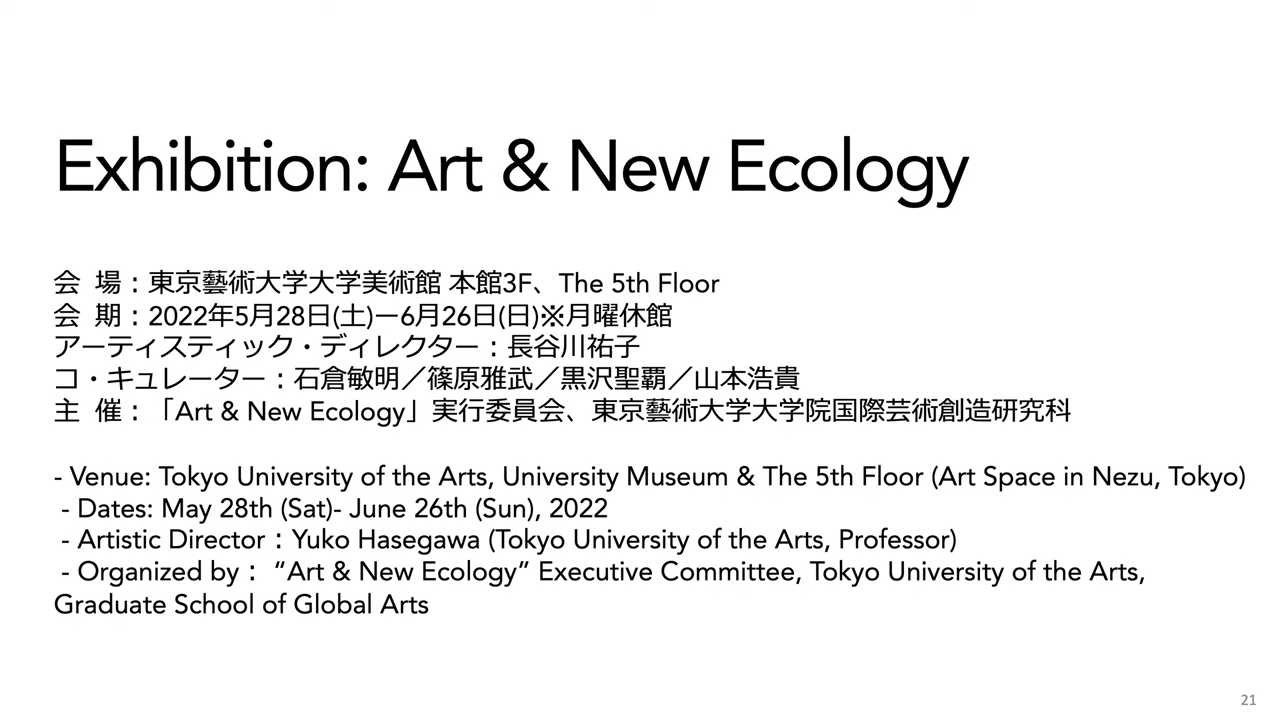 Exhibition: Art & New Ecology
会 場：東京藝術大学大学美術館 本館3F、The 5th Floor
会 期：2022年5月28日(土)ー6月26日(日)※月曜休館
アーティスティック・ディレクター：長谷川祐子
コ・キュレーター：石倉敏明／篠原雅武／黒沢聖覇／山本浩貴
主 催：「Art & New Ecology」実行委員会、東京藝術大学大学院国際芸術創造研究科
- Venue: Tokyo University of the Arts, University Museum & The 5th Floor (Art Space in Nezu, Tokyo)
- Dates: May 28th (Sat)- June 26th (Sun), 2022
- Artistic Director：Yuko Hasegawa (Tokyo University of the Arts, Professor)
- Organized by： “Art & New Ecology” Executive Committee, Tokyo University of the Arts,
Graduate School of Global Arts
21